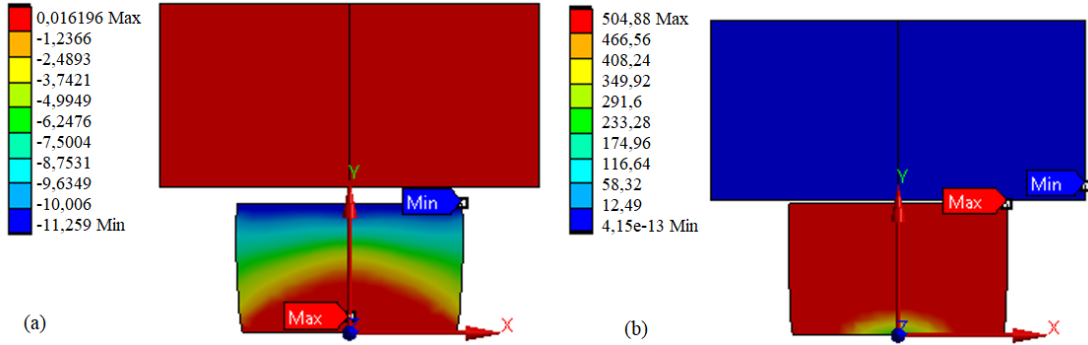 0,016196 Max
-1,2366
-2,4893
-3,7421
-4,9949
-6,2476
-7,5004
-8,7531
-9,6349
-10,006
-11,259 Min
Y
Min
Max
X
(a)
504,88 Max
466,56
408,24
349,92
291,6
233,28
174,96
116,64
58,32
12,49
4,15e-13 Min
Y
Min
Max
Z
X
(b)